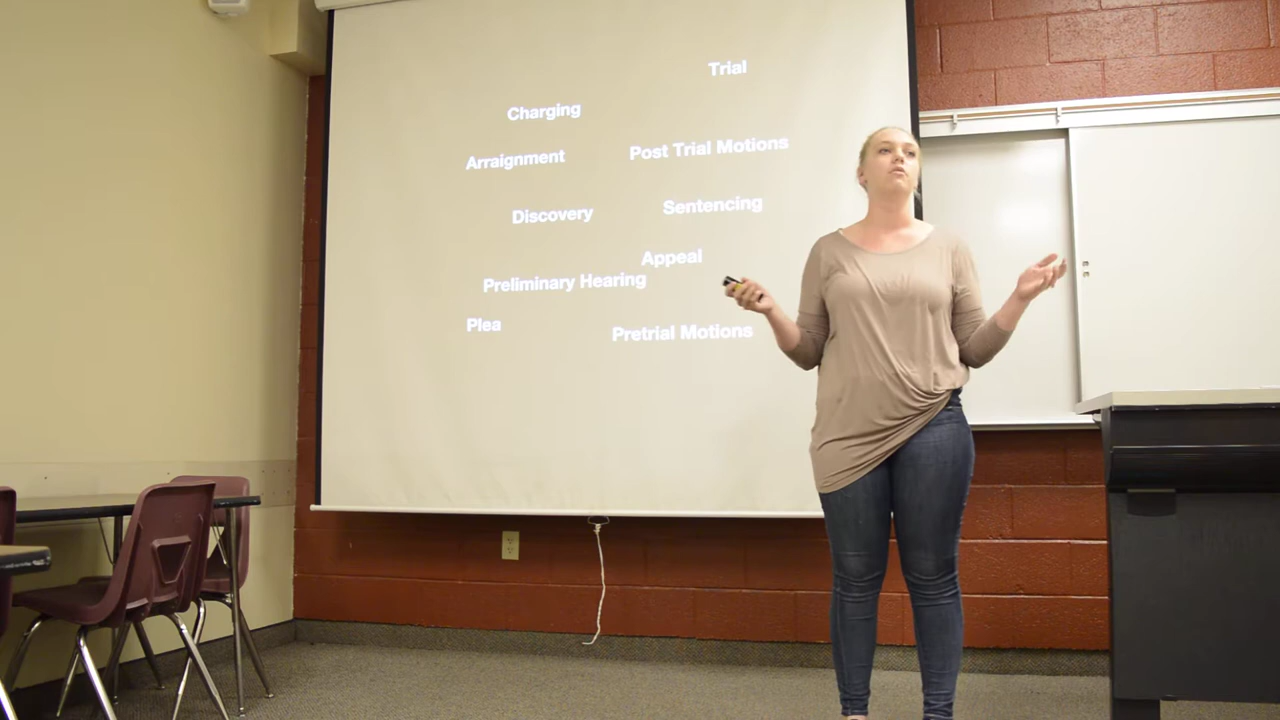 Trial
Charging
Post Trial Motions
Arraignment
Sentencing
Discovery
Appeal
Preliminary Hearing
Plea
Pretrial Motions